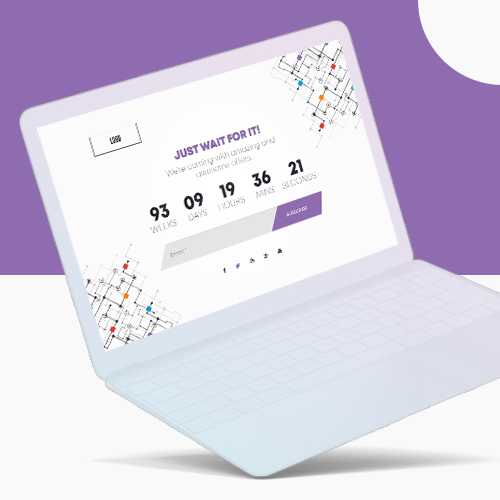 LOGO
JUST WAIT FOR IT!
We're coming with amazing and
awesome offers
93 09 19 36 21
WEEKS DAYS HOURS MINS SECONDS
Email* SUBSCRIBE